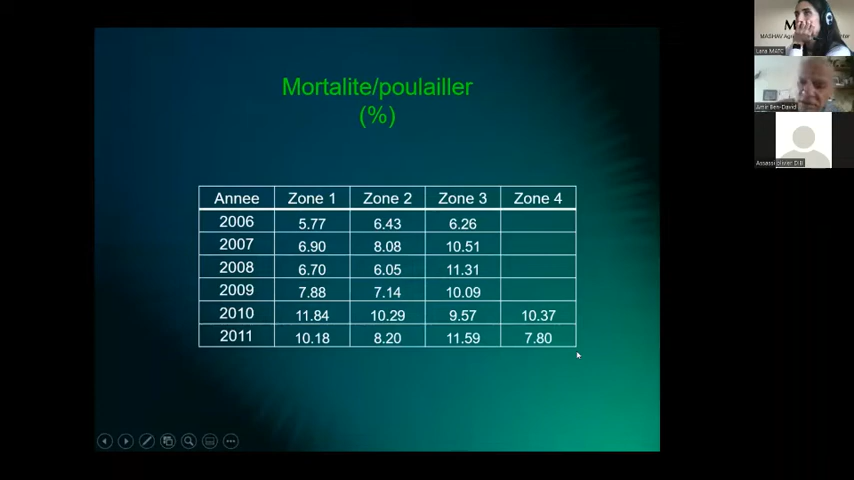 Mortalite/poulailler
(%)
Annee Zone 1 Zone 2 Zone 3 Zone 4
2006 5.77 6.43 6.26
2007 6.90 8.08 10.51
2008 6.70 6.05 11.31
2009 7.88 7.14 10.09
2010 11.84 10.29 9.57 10.37
2011 10.18 8.20 11.59 7.80
Lana MATC
Amir Ben-David